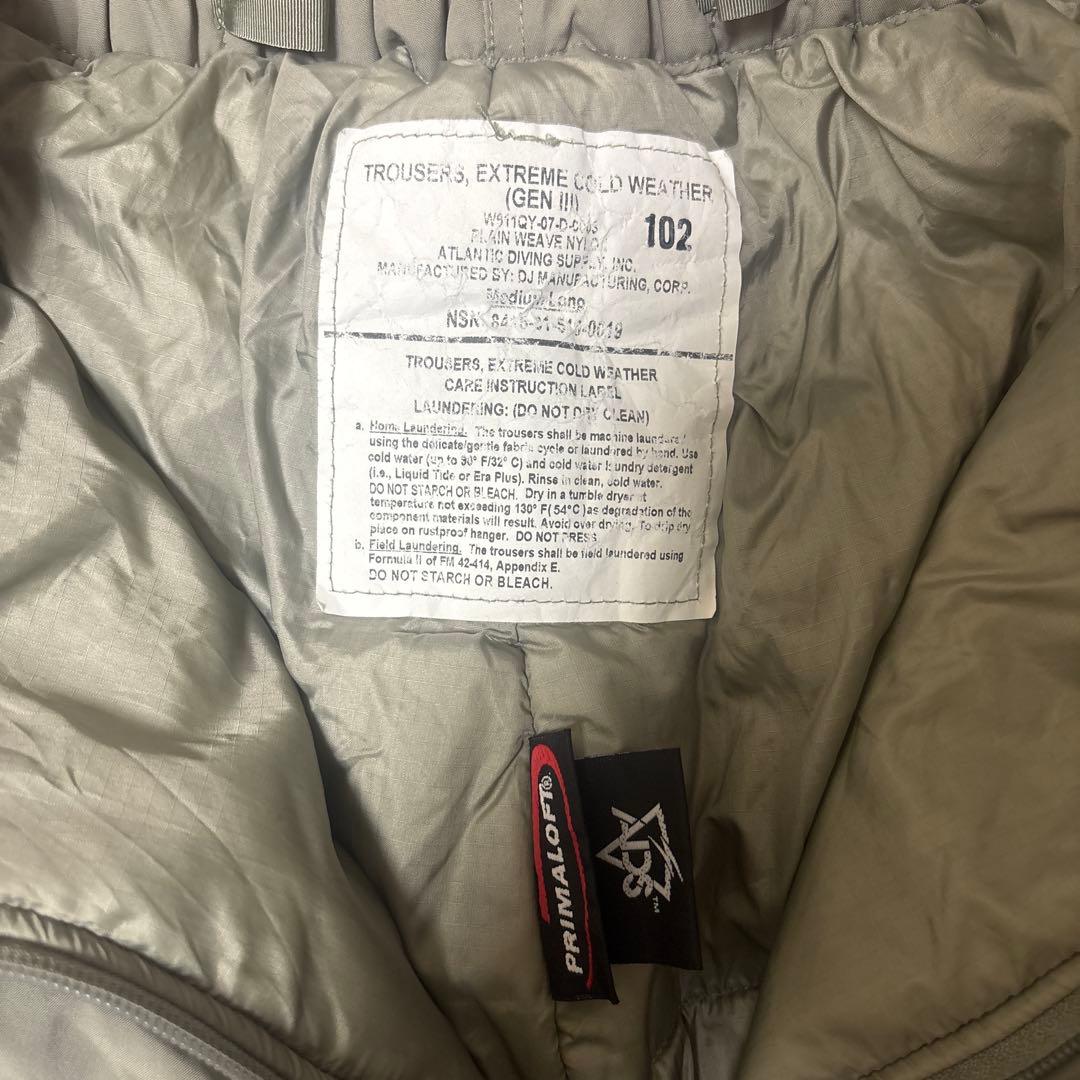 TROUSERS, EXTREME COLD WEATHER
(GEN III)
102
PLAIN WEAVE
ATLANTIC DIVING SUPPLY, INC.
MANUFACTURED BY: DJ MANUFACTURING, CORP.
Medium Long
NSN
TROUSERS, EXTREME COLD WEATHER
CARE INSTRUCTION LABEL
LAUNDERING: (DO NOT DRY CLEAN)
a. Home Laundering. The trousers shall be machine laundered
using the delicate/gentle fabric cycle or laundered by hand. Use
cold water (up to 90° F/32° C) and cold water laundry detergent
(i.e., Liquid Tide or Era Plus). Rinse in clean, cold water.
DO NOT STARCH OR BLEACH. Dry in a tumble dryer at
temperature not exceeding 130° F( 54°C )as degradation of the
component materials will result. Avoid over drying. To drip dry
place on rustproof hanger. DO NOT PRESS
b. Field Laundering. The trousers shall be field laundered using
Formula II of FM 42-414, Appendix E.
DO NOT STARCH OR BLEACH.
PRIMALOFT®